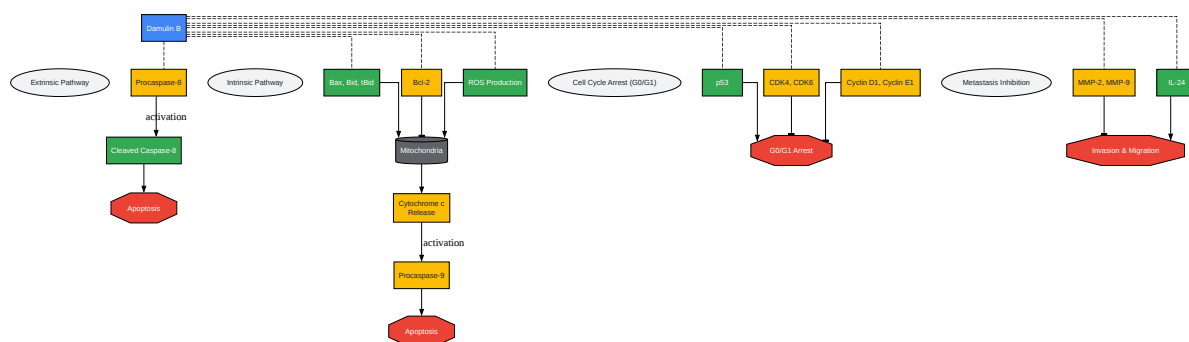 Damulin B
Extrinsic Pathway
Procaspase-8
Intrinsic Pathway
Bax, Bid, tBid
Bcl-2
ROS Production
Cell Cycle Arrest (G0/G1)
p53
CDK4, CDK6
Cyclin D1, Cyclin E1
Metastasis Inhibition
MMP-2, MMP-9
IL-24
activation
Cleaved Caspase-8
Mitochondria
G0/G1 Arrest
Invasion & Migration
Apoptosis
Cytochrome c
Release
activation
Procaspase-9
Apoptosis